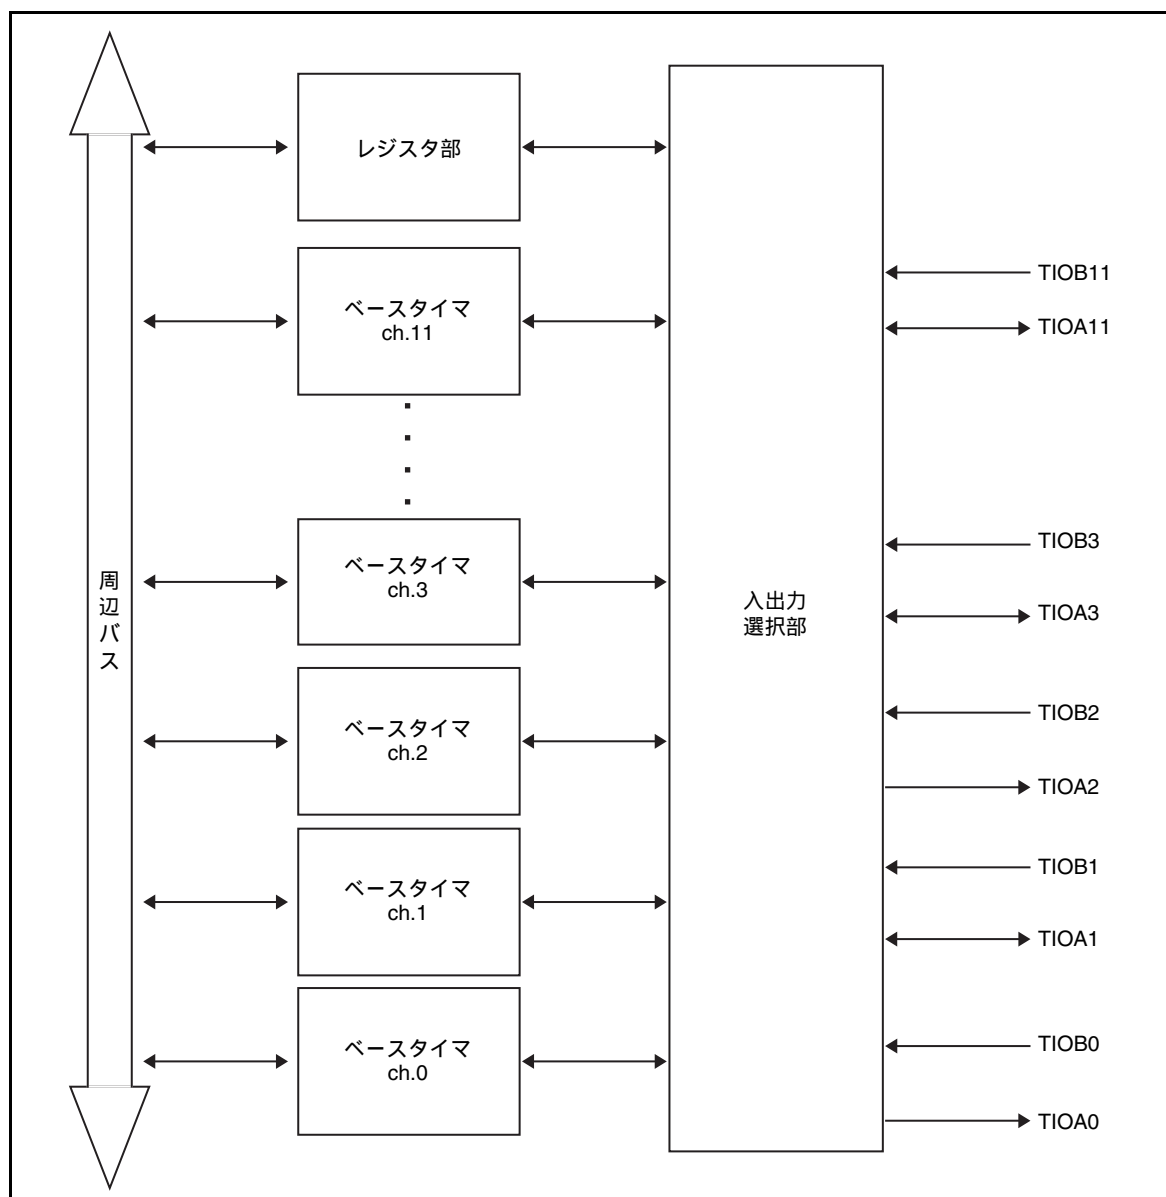 レジスタ部
ベースタイマ
ch.11
ベースタイマ
ch.3
ベースタイマ
ch.2
ベースタイマ
ch.1
ベースタイマ
ch.0
周辺バス
入出力
選択部
TIOB11
TIOA11
TIOB3
TIOA3
TIOB2
TIOA2
TIOB1
TIOA1
TIOB0
TIOA0